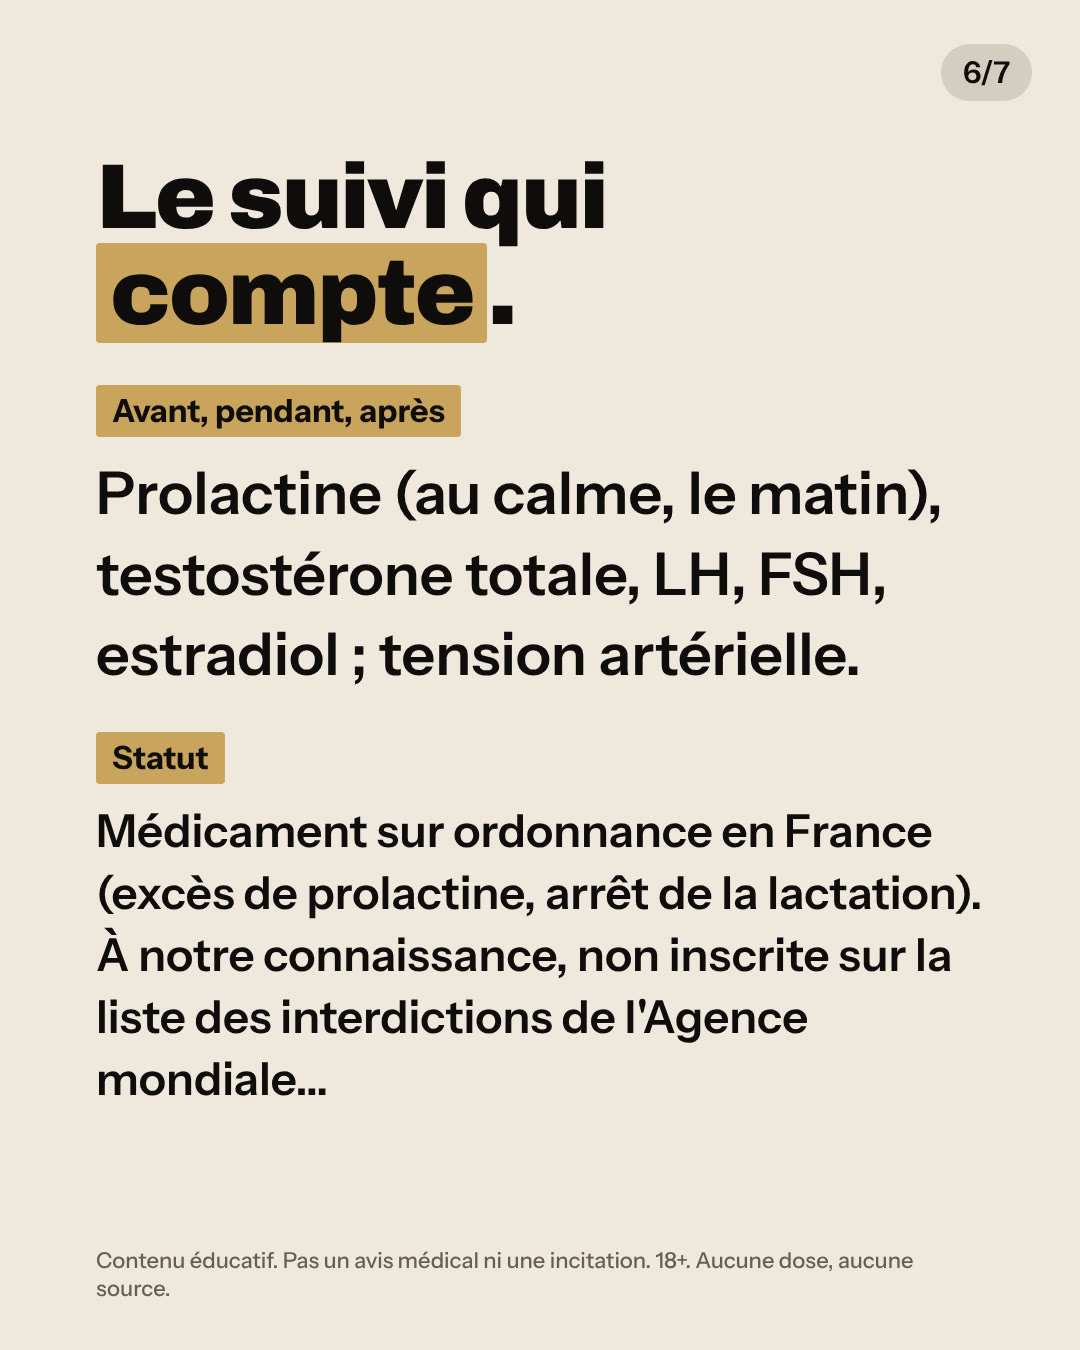 6/7
Le suivi qui
compte.
Avant, pendant, après
Prolactine (au calme, le matin),
testostérone totale, LH, FSH,
estradiol ; tension artérielle.
Statut
Médicament sur ordonnance en France
(excès de prolactine, arrêt de la lactation).
À notre connaissance, non inscrite sur la
liste des interdictions de l'Agence
mondiale...
Contenu éducatif. Pas un avis médical ni une incitation. 18+. Aucune dose, aucune
source.